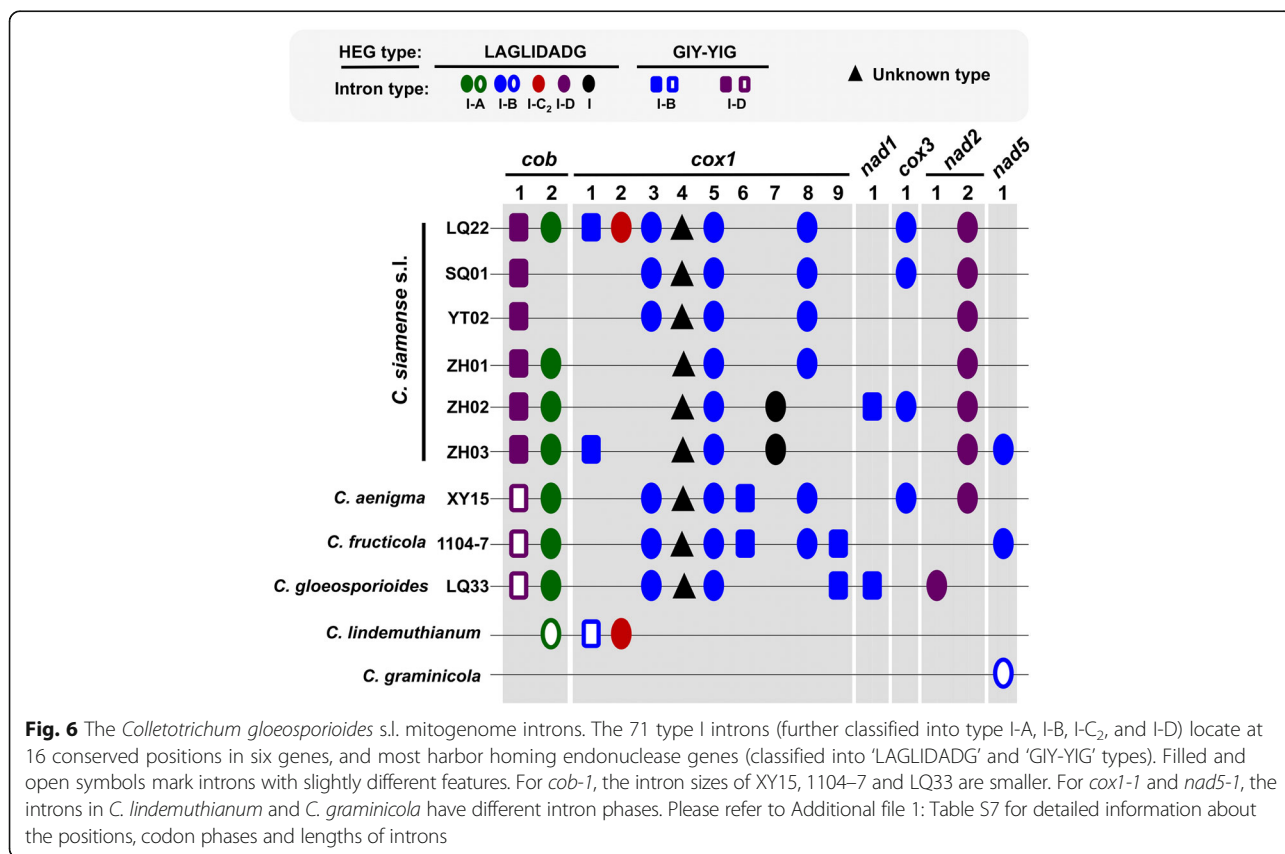 HEG type: LAGLIDADG GIY-YIG
▲ Unknown type
Intron type:
I-A I-B I-C₂ I-D I I-B I-D
cob cox1 nad1 cox3 nad2 nad5
1 2 1 2 3 4 5 6 7 8 9 1 1 1 2 1
C. siamense s.l.
LQ22
SQ01
YT02
ZH01
ZH02
ZH03
C. aenigma XY15
C. fructicola 1104-7
C. gloeosporioides LQ33
C. lindemuthianum
C. graminicola
Fig. 6 The Colletotrichum gloeosporioides s.l. mitogenome introns. The 71 type I introns (further classified into type I-A, I-B, I-C₂, and I-D) locate at
16 conserved positions in six genes, and most harbor homing endonuclease genes (classified into ‘LAGLIDADG’ and ‘GIY-YIG’ types). Filled and
open symbols mark introns with slightly different features. For cob-1, the intron sizes of XY15, 1104–7 and LQ33 are smaller. For cox1-1 and nad5-1, the
introns in C. lindemuthianum and C. graminicola have different intron phases. Please refer to Additional file 1: Table S7 for detailed information about
the positions, codon phases and lengths of introns